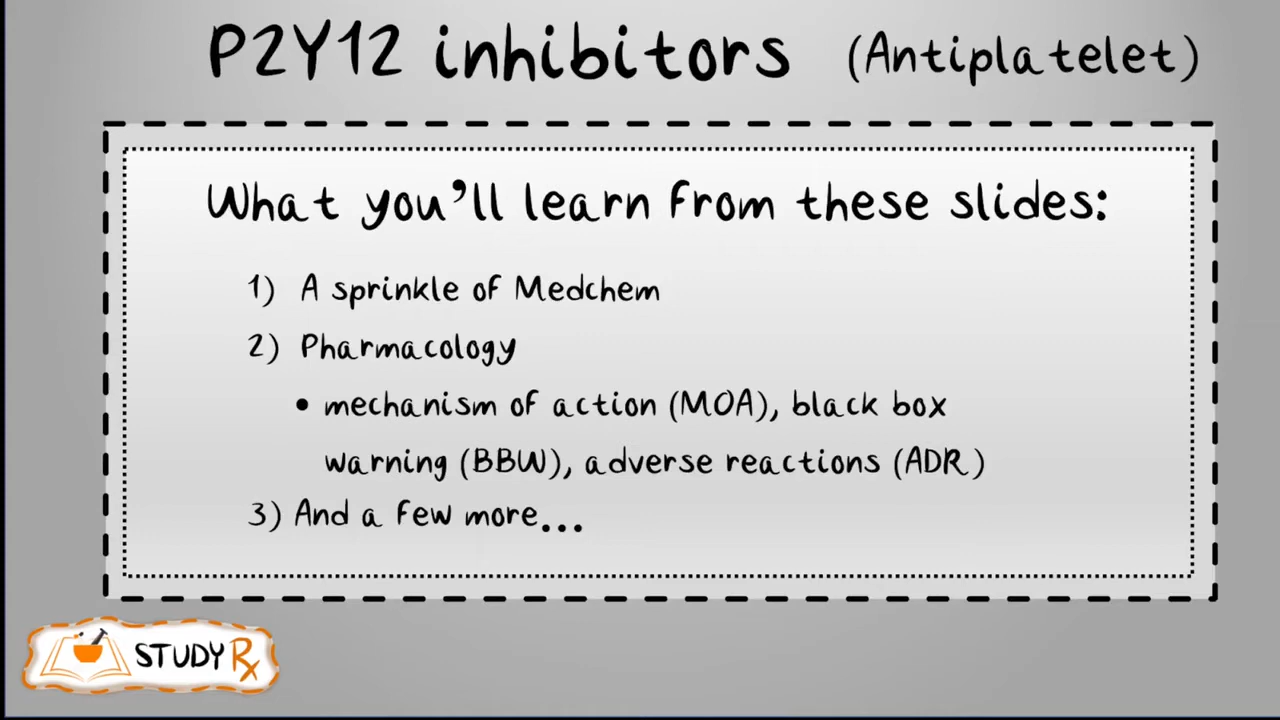 P2Y12 inhibitors (Antiplatelet)
What you'll learn from these slides:
1) A sprinkle of Medchem
2) Pharmacology
• mechanism of action (MOA), black box
warning (BBW), adverse reactions (ADR)
3) And a few more...
STUDY Rx